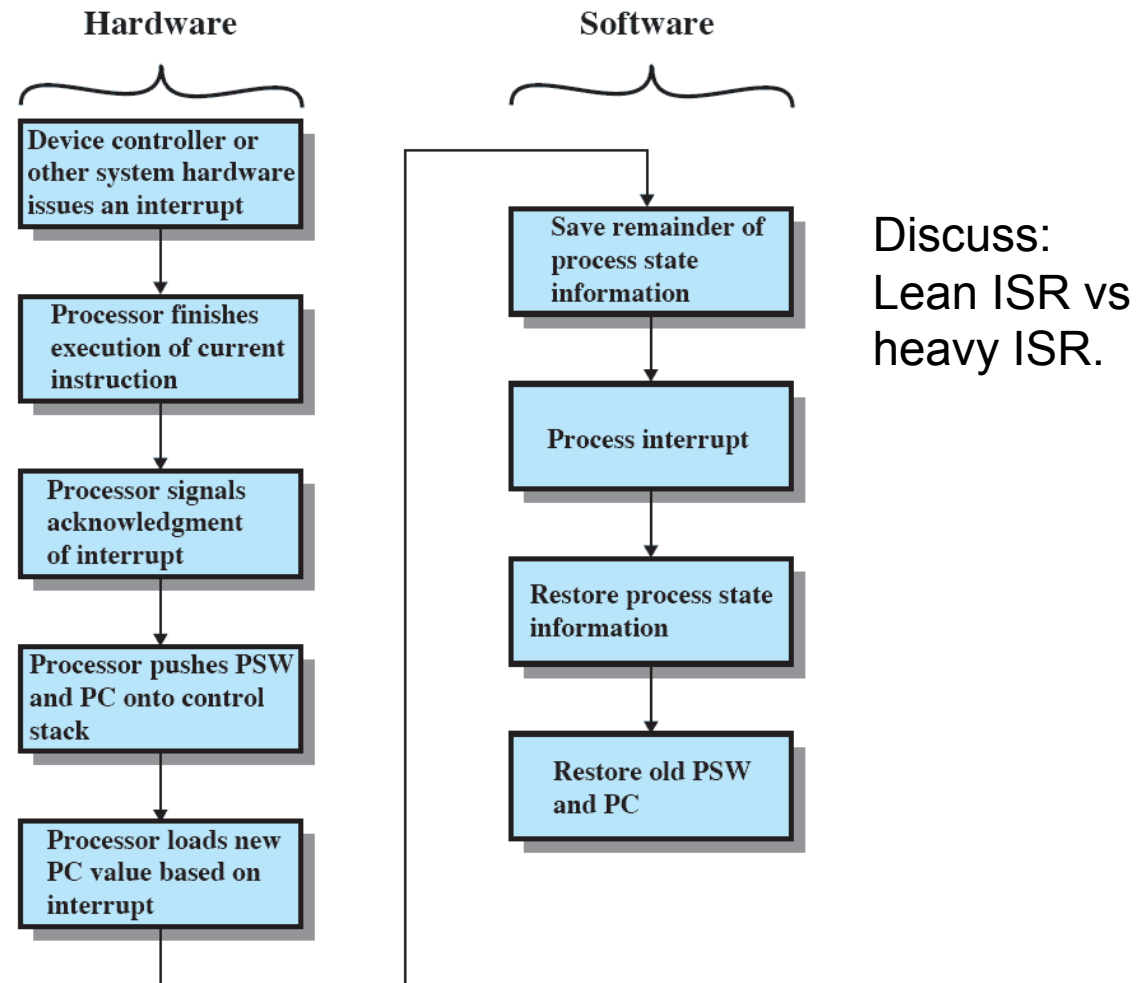 Hardware
Device controller or
other system hardware
issues an interrupt
Processor finishes
execution of current
instruction
Processor signals
acknowledgment
of interrupt
Processor pushes PSW
and PC onto control
stack
Processor loads new
PC value based on
interrupt
Software
Save remainder of
process state
information
Process interrupt
Restore process state
information
Restore old PSW
and PC
Discuss:
Lean ISR vs
heavy ISR.